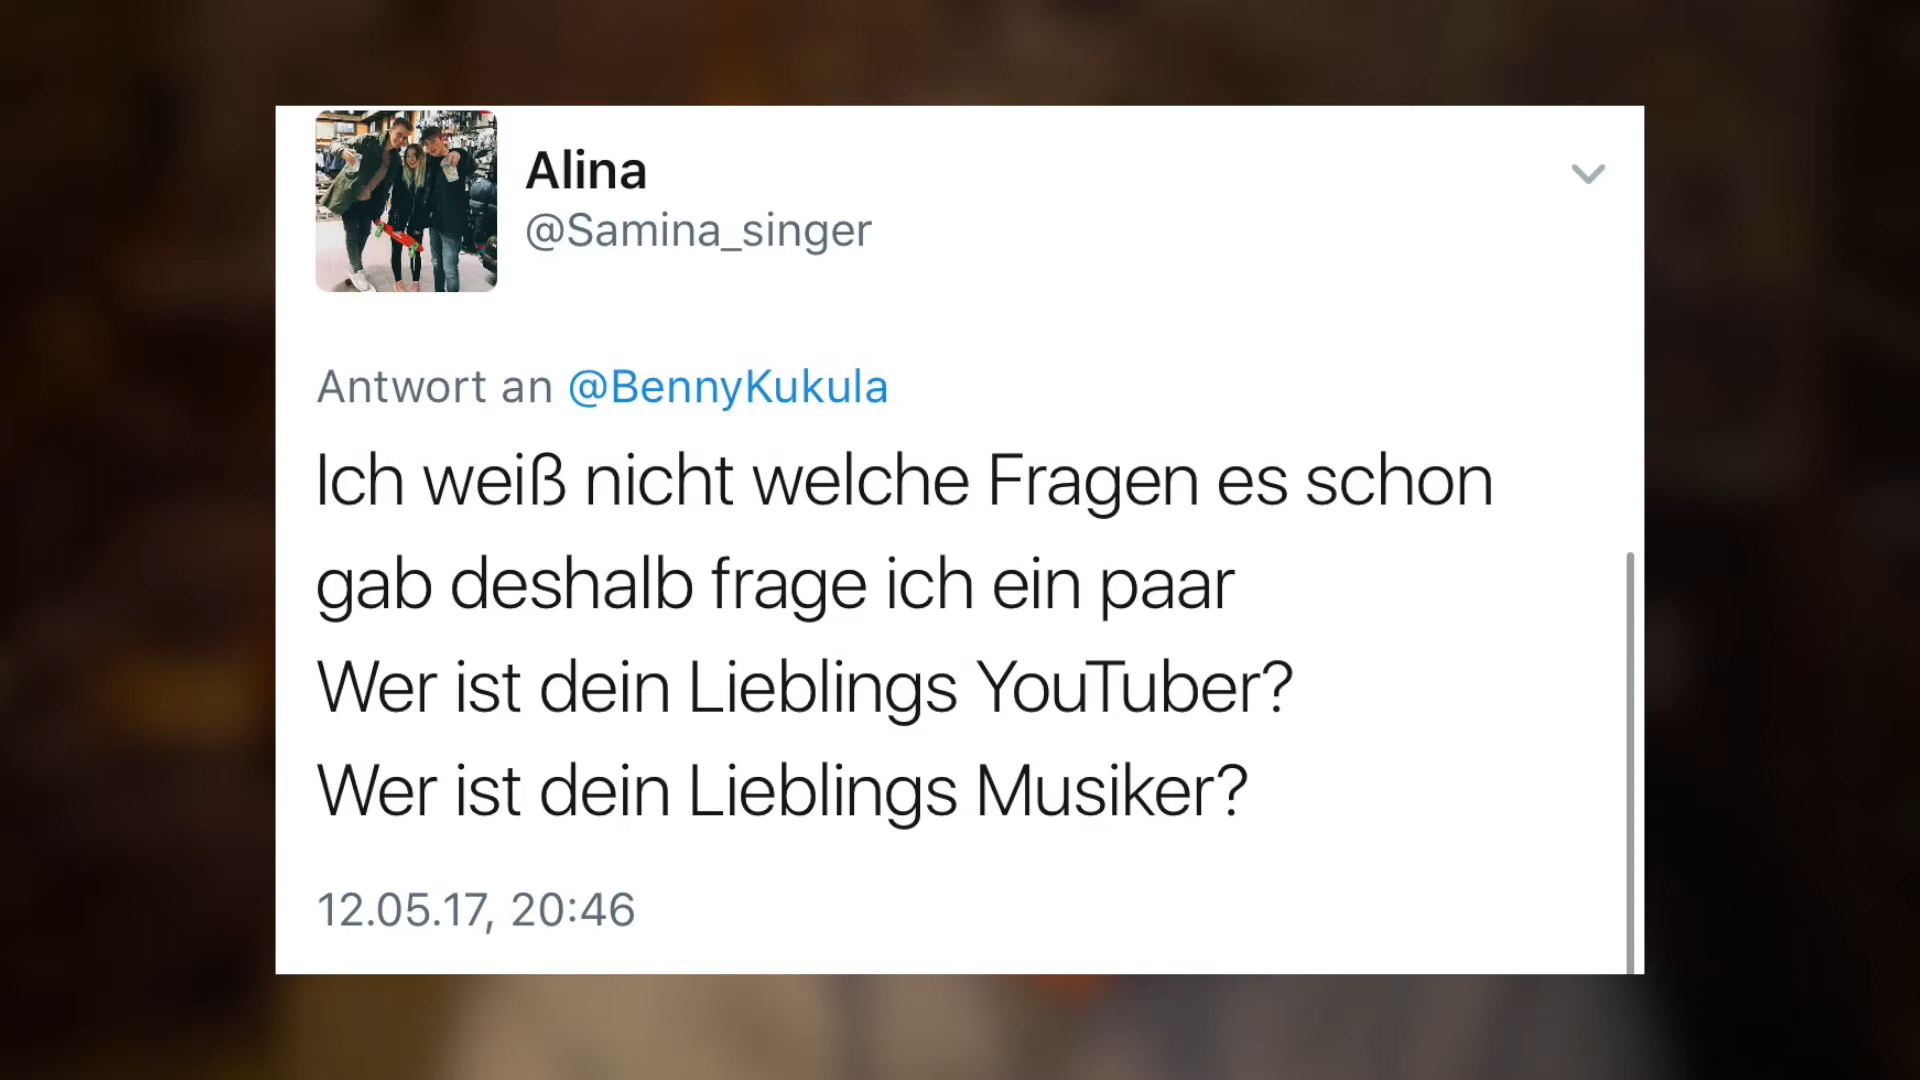 Alina
@Samina_singer
Antwort an @BennyKukula
Ich weiß nicht welche Fragen es schon
gab deshalb frage ich ein paar
Wer ist dein Lieblings YouTuber?
Wer ist dein Lieblings Musiker?
12.05.17, 20:46